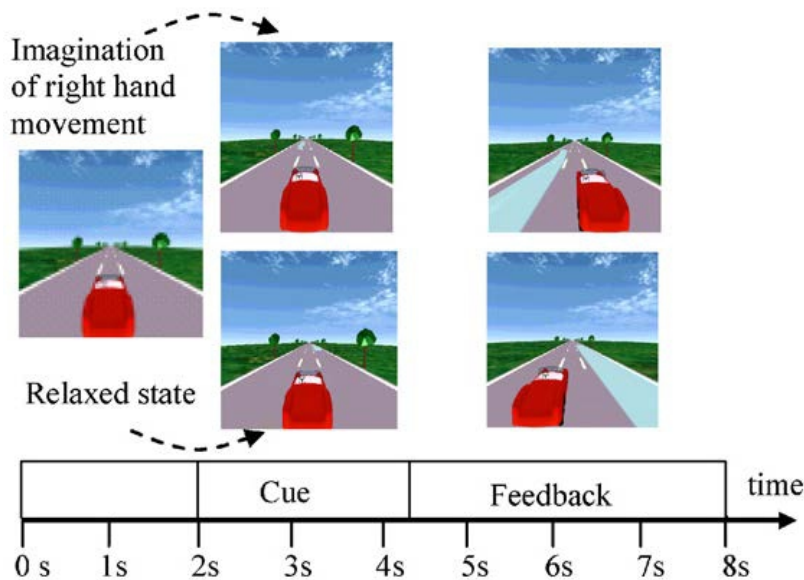 Imagination
of right hand
movement
Relaxed state
Cue
Feedback
time
0 s
1s
2s
3s
4s
5s
6s
7s
8s